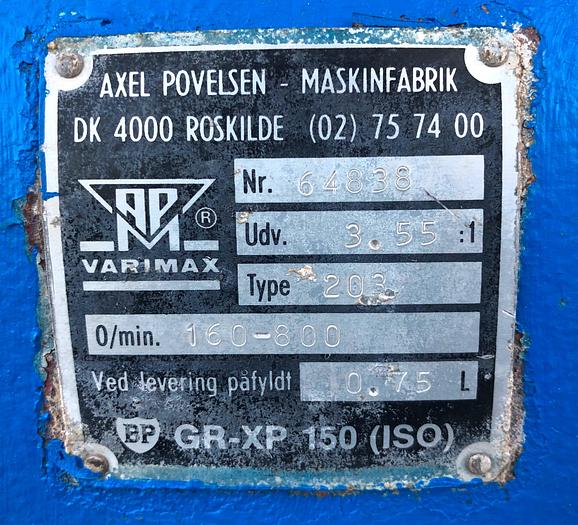 AXEL POVELSEN - MASKINFABRIK
DK 4000 ROSKILDE (02) 75 74 00
APM ®
VARIMAX
Nr. 64838
Udv. 3.55 :1
Type 203
O/min. 160-800
Ved levering påfyldt 0.75 L
BP GR-XP 150 (ISO)